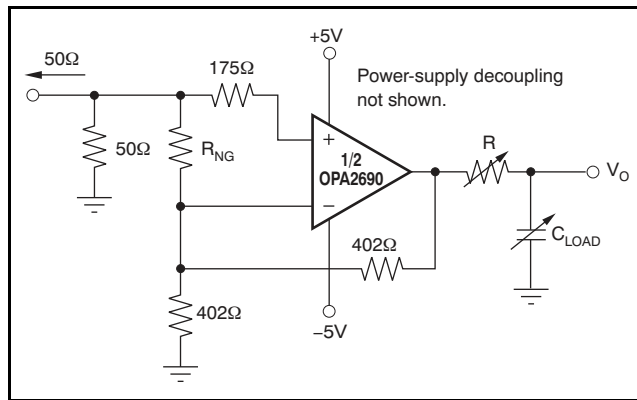 +5V
50Ω
175Ω
Power-supply decoupling
not shown.
50Ω
R_NG
+
1/2
OPA2690
−
R
V_O
402Ω
C_LOAD
402Ω
−5V